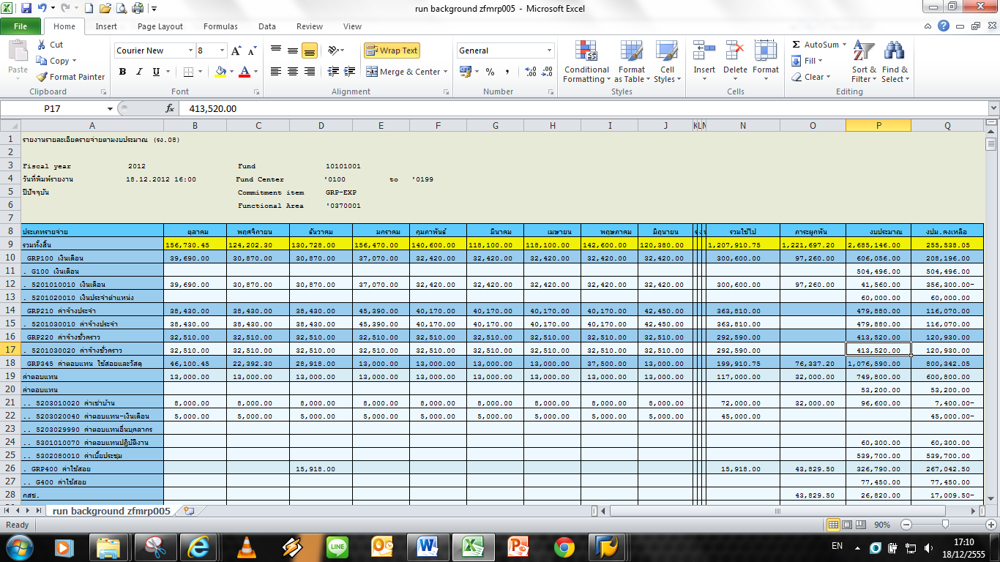 run background zfmrp005 - Microsoft Excel
File Home Insert Page Layout Formulas Data Review View
Paste Cut Copy Format Painter Clipboard
Courier New 8 B I U Font
Wrap Text Merge & Center Alignment
General % , Number
Conditional Formatting Format as Table Cell Styles Styles
Insert Delete Format Cells
AutoSum Fill Clear Sort & Filter Find & Select Editing
P17 fx 413,520.00
A B C D E F G H I J K L M N O P Q
1 รายงานรายละเอียดรายจ่ายตามงบประมาณ (รง.08)
2
3 Fiscal year 2012 Fund 10101001
4 วันที่พิมพ์รายงาน 18.12.2012 16:00 Fund Center '0100 to '0199
5 ปีปัจจุบัน Commitment item GRP-EXP
6 Functional Area '0370001
7
8 ประเภทรายจ่าย ตุลาคม พฤศจิกายน ธันวาคม มกราคม กุมภาพันธ์ มีนาคม เมษายน พฤษภาคม มิถุนายน รวมใช้ไป ภาระผูกพัน งบประมาณ งปม.คงเหลือ
9 รวมทั้งสิ้น 156,730.45 124,202.30 130,728.00 156,470.00 140,600.00 118,100.00 118,100.00 142,600.00 120,380.00 1,207,910.75 1,221,697.20 2,685,146.00 255,538.05
10 GRP100 เงินเดือน 39,690.00 30,870.00 30,870.00 37,070.00 32,420.00 32,420.00 32,420.00 32,420.00 32,420.00 300,600.00 97,260.00 606,056.00 208,196.00
11 . G100 เงินเดือน 504,496.00 504,496.00
12 . 5201010010 เงินเดือน 39,690.00 30,870.00 30,870.00 37,070.00 32,420.00 32,420.00 32,420.00 32,420.00 32,420.00 300,600.00 97,260.00 41,560.00 356,300.00-
13 . 5201020010 เงินประจำตำแหน่ง 60,000.00 60,000.00
14 GRP210 ค่าจ้างประจำ 38,430.00 38,430.00 38,430.00 45,390.00 40,170.00 40,170.00 40,170.00 40,170.00 42,450.00 363,810.00 479,880.00 116,070.00
15 . 5201030010 ค่าจ้างประจำ 38,430.00 38,430.00 38,430.00 45,390.00 40,170.00 40,170.00 40,170.00 40,170.00 42,450.00 363,810.00 479,880.00 116,070.00
16 GRP220 ค่าจ้างชั่วคราว 32,510.00 32,510.00 32,510.00 32,510.00 32,510.00 32,510.00 32,510.00 32,510.00 32,510.00 292,590.00 413,520.00 120,930.00
17 . 5201030020 ค่าจ้างชั่วคราว 32,510.00 32,510.00 32,510.00 32,510.00 32,510.00 32,510.00 32,510.00 32,510.00 32,510.00 292,590.00 413,520.00 120,930.00
18 GRP345 ค่าตอบแทน ใช้สอยและวัสดุ 46,100.45 22,392.30 28,918.00 13,000.00 13,000.00 13,000.00 13,000.00 37,500.00 13,000.00 199,910.75 76,337.20 1,076,590.00 800,342.05
19 ค่าตอบแทน 13,000.00 13,000.00 13,000.00 13,000.00 13,000.00 13,000.00 13,000.00 13,000.00 13,000.00 117,000.00 32,000.00 749,800.00 600,800.00
20 ค่าตอบแทน 53,200.00 53,200.00
21 .. 5203010020 ค่าเช่าบ้าน 8,000.00 8,000.00 8,000.00 8,000.00 8,000.00 8,000.00 8,000.00 8,000.00 8,000.00 72,000.00 32,000.00 96,600.00 7,400.00-
22 .. 5203020040 ค่าตอบแทน-เงินเดือน 5,000.00 5,000.00 5,000.00 5,000.00 5,000.00 5,000.00 5,000.00 5,000.00 5,000.00 45,000.00 45,000.00-
23 .. 5203029990 ค่าตอบแทนอื่นบุคลากร
24 .. 5301010070 ค่าตอบแทนปฏิบัติงาน 60,300.00 60,300.00
25 .. 5302080010 ค่าเบี้ยประชุม 539,700.00 539,700.00
26 . GRP400 ค่าใช้สอย 15,918.00 15,918.00 43,829.50 326,790.00 267,042.50
27 .. G400 ค่าใช้สอย 77,450.00 77,450.00
28 คสช. 43,829.50 26,820.00 17,009.50-
run background zfmrp005
Ready 90%
LINE EN 17:10
18/12/2555